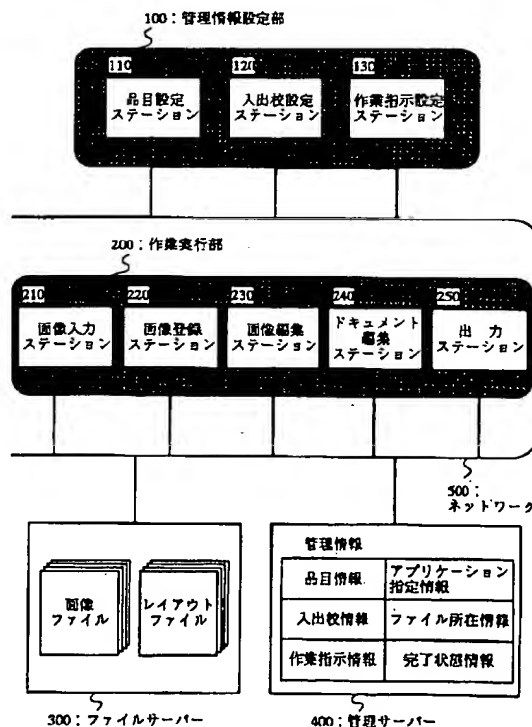 100：管理情報設定部
110
120
130
品目設定
ステーション
入出校設定
ステーション
作業指示設定
ステーション
200：作業実行部
210
220
230
240
250
画像入力
ステーション
画像登録
ステーション
画像編集
ステーション
ドキュメント
編集
ステーション
出　力
ステーション
500：
ネットワーク
画像
ファイル
レイアウト
ファイル
管理情報
品目情報
アプリケーション
指定情報
入出校情報
ファイル所在情報
作業指示情報
完了状態情報
300：ファイルサーバー
400：管理サーバー